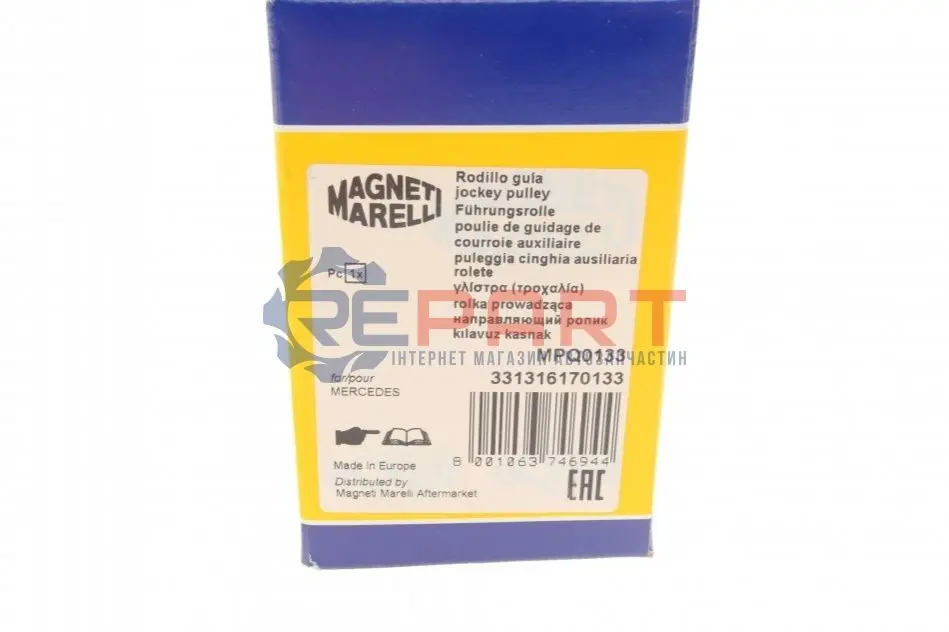 MAGNETI
MARELLI
Rodillo guía
jockey pulley
Führungsrolle
poulie de guidage de
courroie auxiliaire
puleggia cinghia ausiliaria
rolete
γλίστρα (τροχαλία)
rolka prowadząca
направляющий ролик
kılavuz kasnak
Pc 1x
REPART
ІНТЕРНЕТ МАГАЗИН АВТОЗАПЧАСТИН
MPQ0133
331316170133
for/pour
MERCEDES
8 001063 746944
Made in Europe
Distributed by
Magneti Marelli Aftermarket
EAC